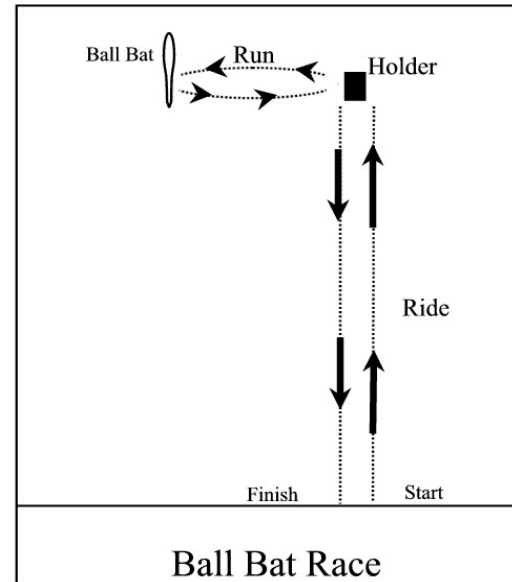 Ball Bat
Run
Holder
Ride
Finish
Start
Ball Bat Race